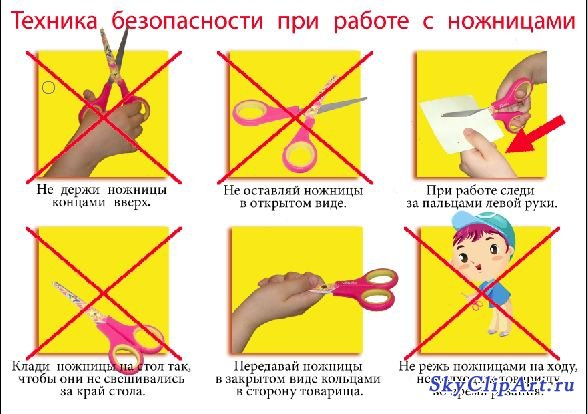 Техника безопасности при работе с ножницами
Не держи ножницы
концами вверх.
Не оставляй ножницы
в открытом виде.
При работе следи
за пальцами левой руки.
Клади ножницы на стол так,
чтобы они не свешивались
за край стола.
Передавай ножницы
в закрытом виде кольцами
в сторону товарища.
Не режь ножницами на ходу,
SkyClipArt.ru